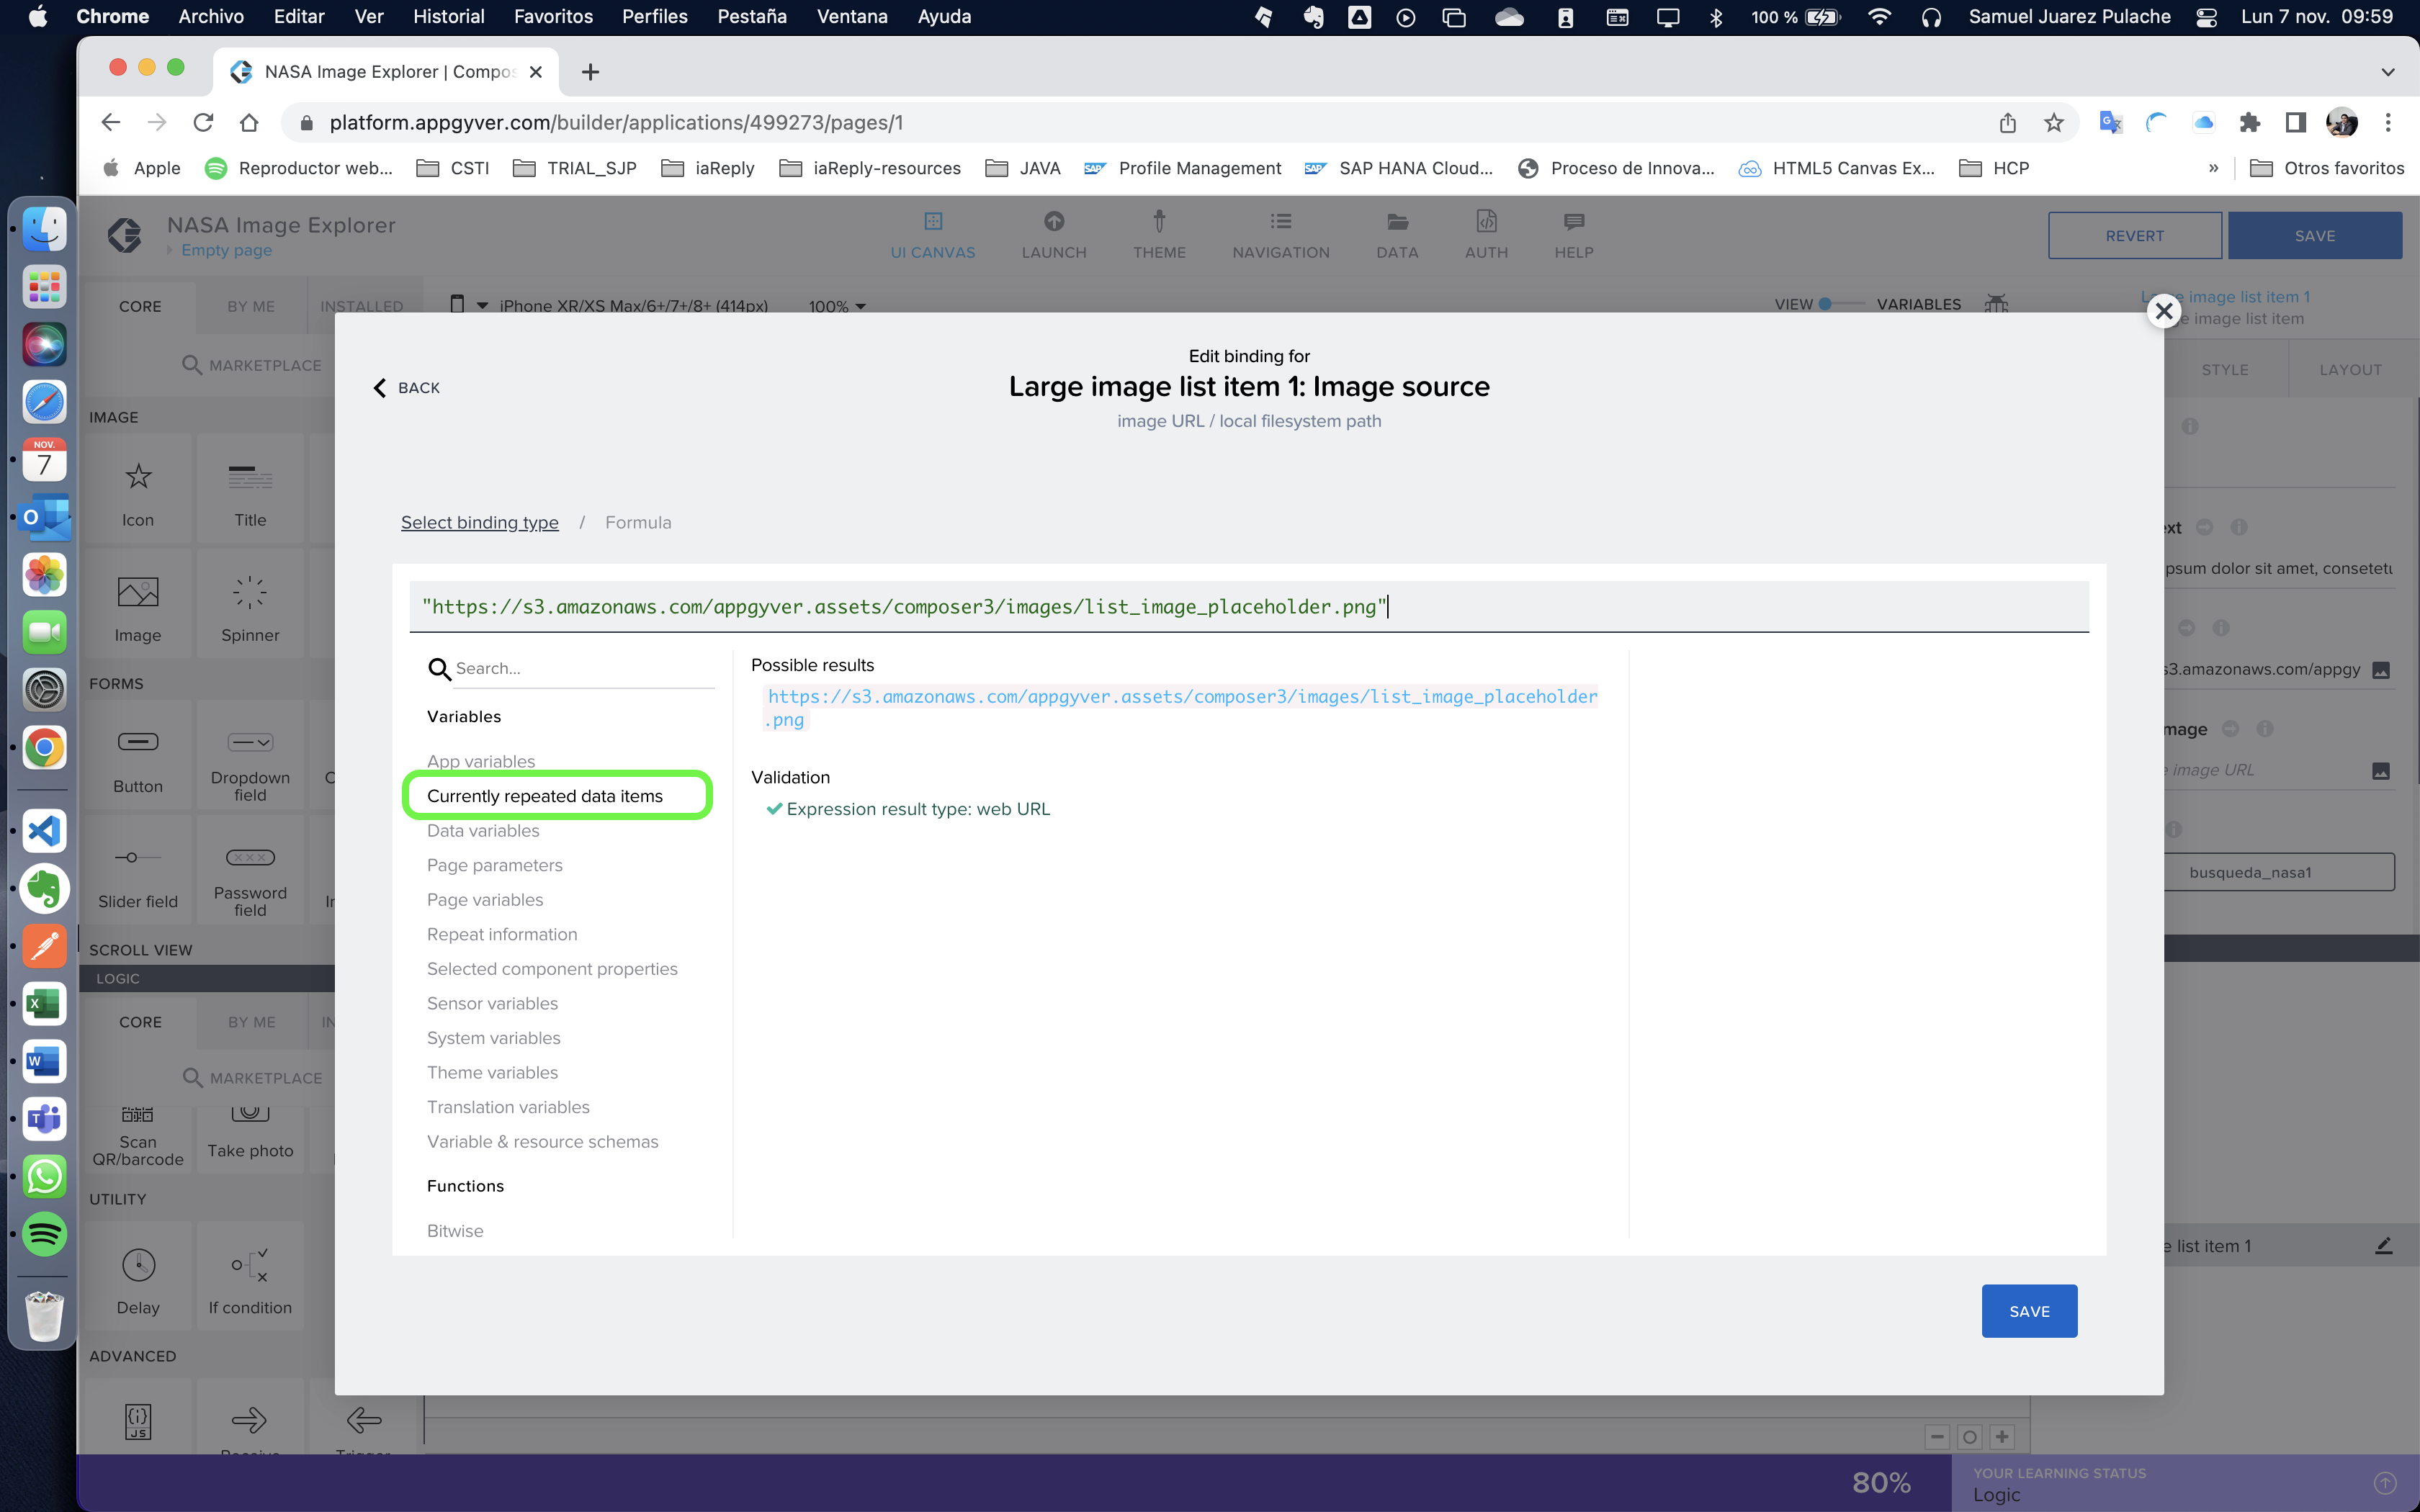 Chrome Archivo Editar Ver Historial Favoritos Perfiles Pestaña Ventana Ayuda 100 % Samuel Juarez Pulache Lun 7 nov. 09:59
NASA Image Explorer | Compos
platform.appgyver.com/builder/applications/499273/pages/1
Apple Reproductor web... CSTI TRIAL_SJP iaReply iaReply-resources JAVA Profile Management SAP HANA Cloud... Proceso de Innova... HTML5 Canvas Ex... HCP » Otros favoritos
NASA Image Explorer
Empty page
UI CANVAS LAUNCH THEME NAVIGATION DATA AUTH HELP
REVERT SAVE
CORE BY ME INSTALLED
iPhone XR/XS Max/6+/7+/8+ (414px) 100%
VIEW VARIABLES
image list item 1
e image list item
MARKETPLACE
STYLE LAYOUT
IMAGE
Icon Title
Image Spinner
FORMS
Button Dropdown field
Slider field Password field
SCROLL VIEW
LOGIC
CORE BY ME IN
MARKETPLACE
Scan QR/barcode Take photo
UTILITY
Delay If condition
ADVANCED
JS
NOV.
7
BACK
Edit binding for
Large image list item 1: Image source
image URL / local filesystem path
Select binding type / Formula
"https://s3.amazonaws.com/appgyver.assets/composer3/images/list_image_placeholder.png"
Search...
Variables
App variables
Currently repeated data items
Data variables
Page parameters
Page variables
Repeat information
Selected component properties
Sensor variables
System variables
Theme variables
Translation variables
Variable & resource schemas
Functions
Bitwise
Possible results
https://s3.amazonaws.com/appgyver.assets/composer3/images/list_image_placeholder
.png
Validation
Expression result type: web URL
SAVE
ext
psum dolor sit amet, consetetu
s3.amazonaws.com/appgy
mage
e image URL
busqueda_nasa1
e list item 1
80%
YOUR LEARNING STATUS
Logic